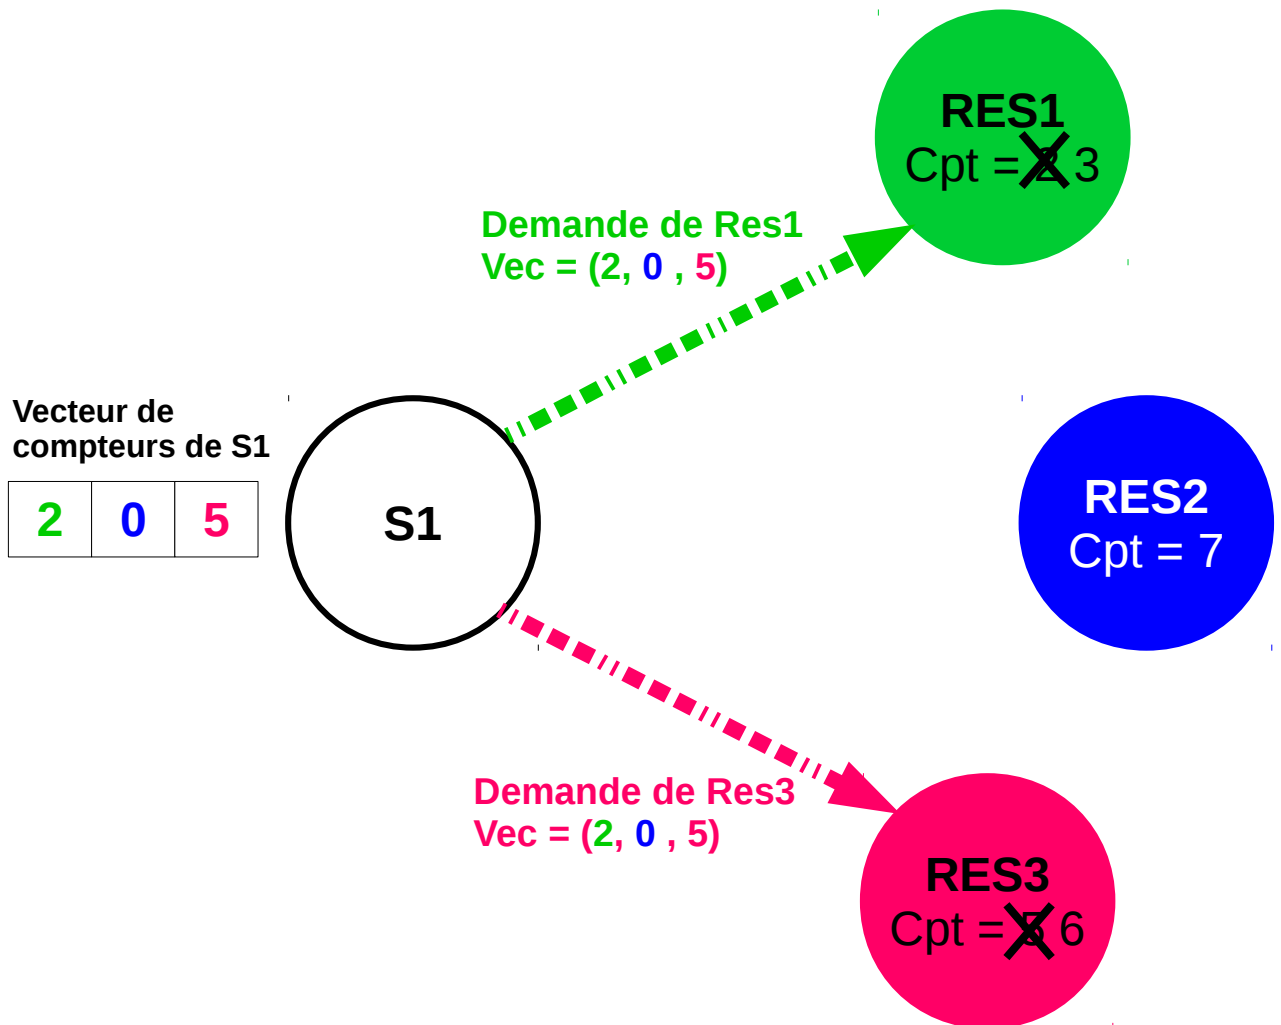 RES1
Cpt = 2 3
Demande de Res1
Vec = (2, 0 , 5)
Vecteur de
compteurs de S1
2 0 5
S1
RES2
Cpt = 7
Demande de Res3
Vec = (2, 0 , 5)
RES3
Cpt = 5 6